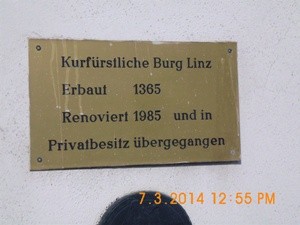 Kurfürstliche Burg Linz
Erbaut 1365
Renoviert 1985 und in
Privatbesitz übergegangen
7.3.2014 12:55 PM